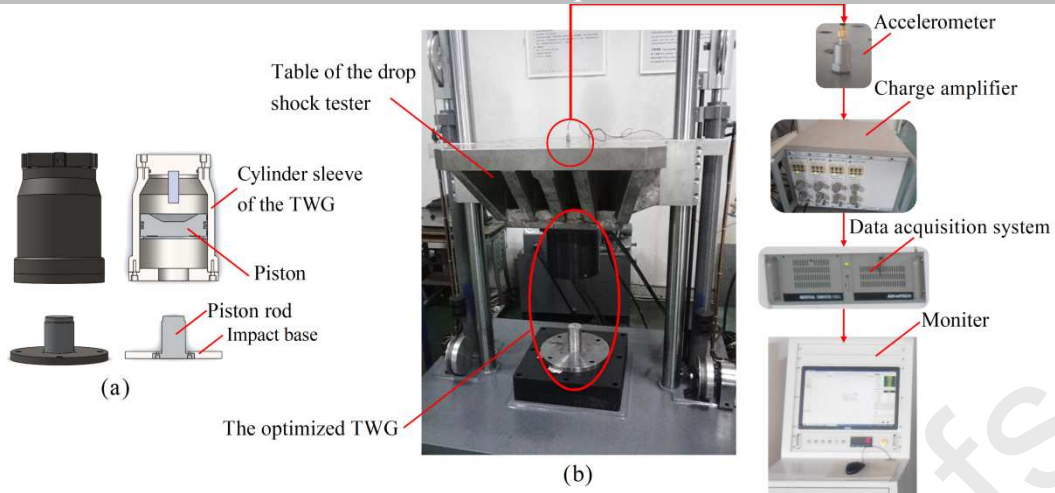 Accelerometer
Table of the drop
shock tester
Charge amplifier
Cylinder sleeve
of the TWG
Data acquisition system
Piston
Piston rod
Impact base
Moniter
(a)
The optimized TWG
(b)
fs